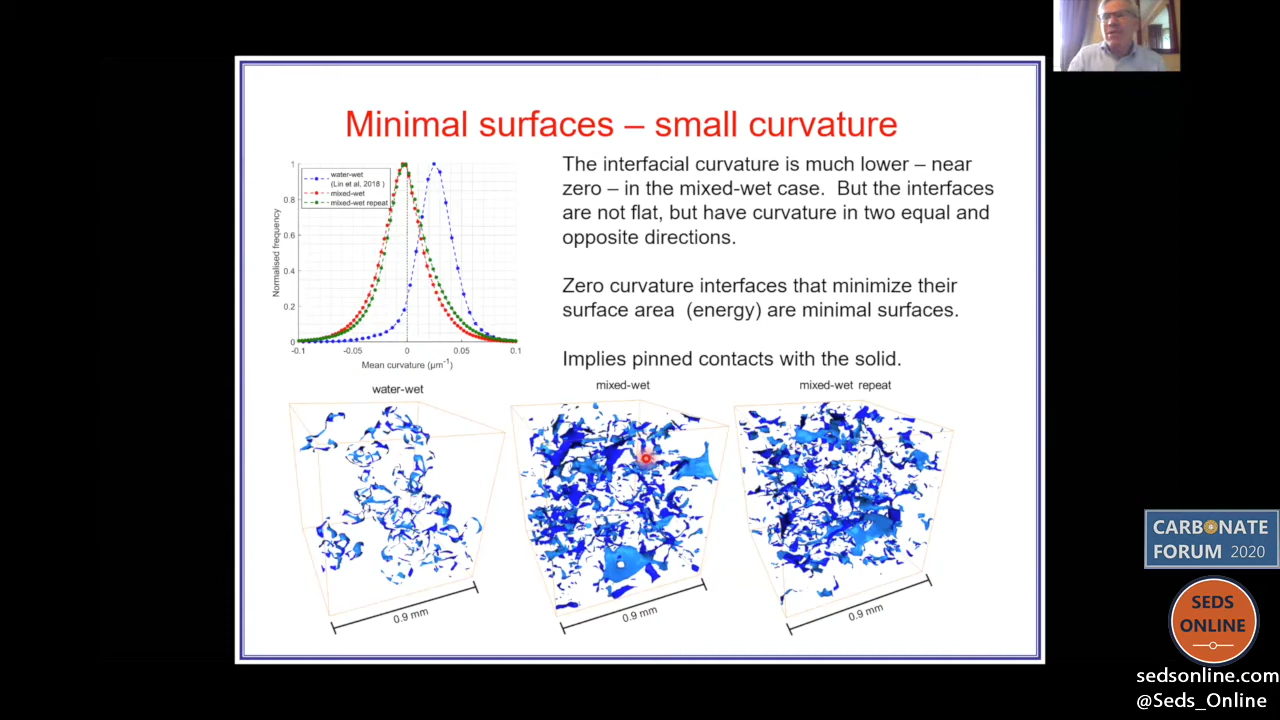 Minimal surfaces – small curvature
water-wet
(Lin et al, 2018 )
mixed-wet
mixed-wet repeat
1
0.8
0.6
0.4
0.2
0
Normalised frequency
-0.1
-0.05
0
0.05
0.1
Mean curvature (µm-1)
The interfacial curvature is much lower – near
zero – in the mixed-wet case. But the interfaces
are not flat, but have curvature in two equal and
opposite directions.
Zero curvature interfaces that minimize their
surface area (energy) are minimal surfaces.
Implies pinned contacts with the solid.
water-wet
mixed-wet
mixed-wet repeat
0.9 mm
0.9 mm
0.9 mm
CARBONATE
FORUM 2020
SEDS
ONLINE
sedsonline.com
@Seds_Online